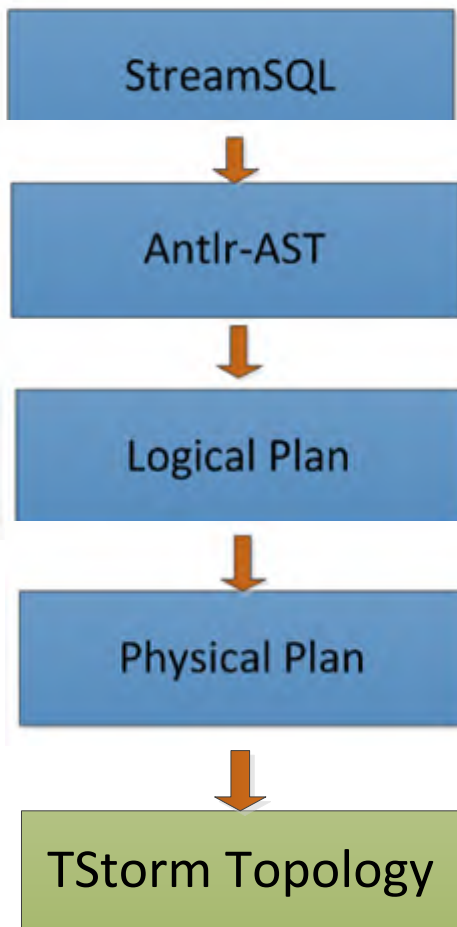 StreamSQL
Antlr-AST
Logical Plan
Physical Plan
TStorm Topology